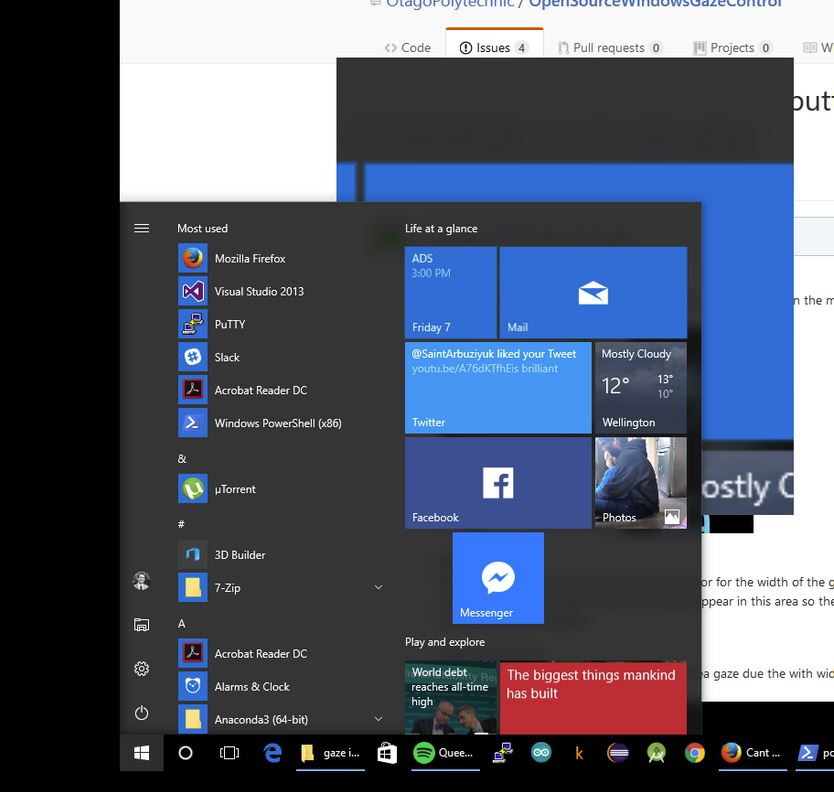 OtagoPolytechnic / OpenSourceWindowsGazeControl
Code
Issues 4
Pull requests 0
Projects 0
W
butt
n the m
ostly C
or for the width of the g
ppear in this area so the
ea gaze due the with wid
Most used
Mozilla Firefox
Visual Studio 2013
PuTTY
Slack
Acrobat Reader DC
Windows PowerShell (x86)
&
µTorrent
#
3D Builder
7-Zip
A
Acrobat Reader DC
Alarms & Clock
Anaconda3 (64-bit)
Life at a glance
ADS
3:00 PM
Friday 7
Mail
@SaintArbuziyuk liked your Tweet
youtu.be/A76dKTfhEis brilliant
Twitter
Mostly Cloudy
12°
13°
10°
Wellington
Facebook
Photos
Messenger
Play and explore
World debt
reaches all-time
high
The biggest things mankind
has built
gaze i...
Quee...
k
Cant ...
po